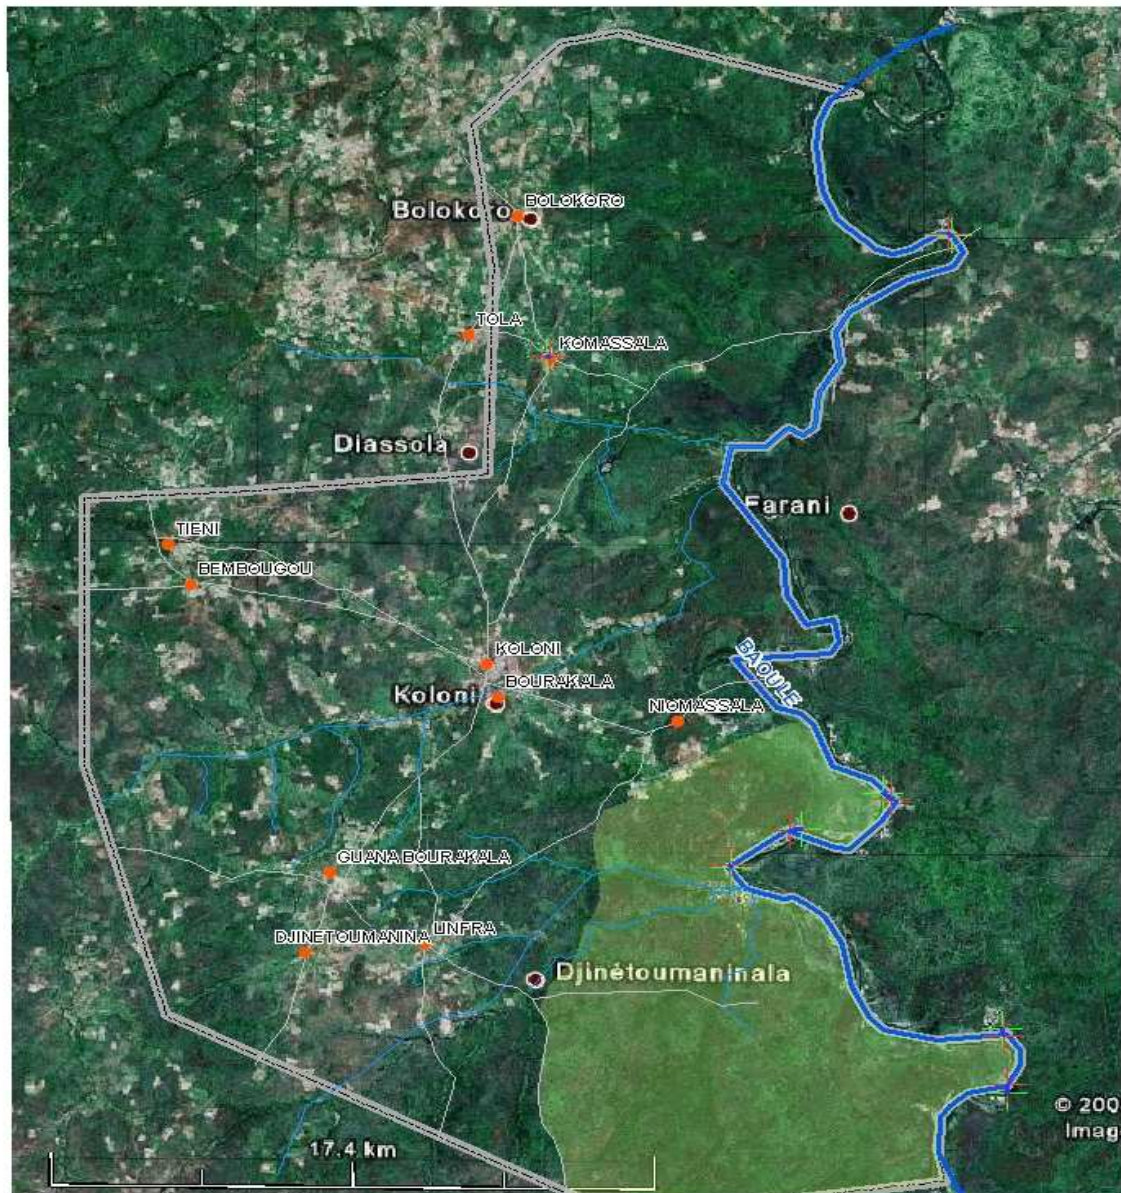 BOLOKORO
Bolokoro
TOLA
KOMASSALA
Diassola
Farani
TIENI
BEMBOUGOU
KOLONI
BAOULE
Koloni
BOURAKALA
NIOMASSALA
GUANA BOURAKALA
DJINETOUMANINA
UNFRA
Djinétoumaninala
© 200
Imag
17.4 km